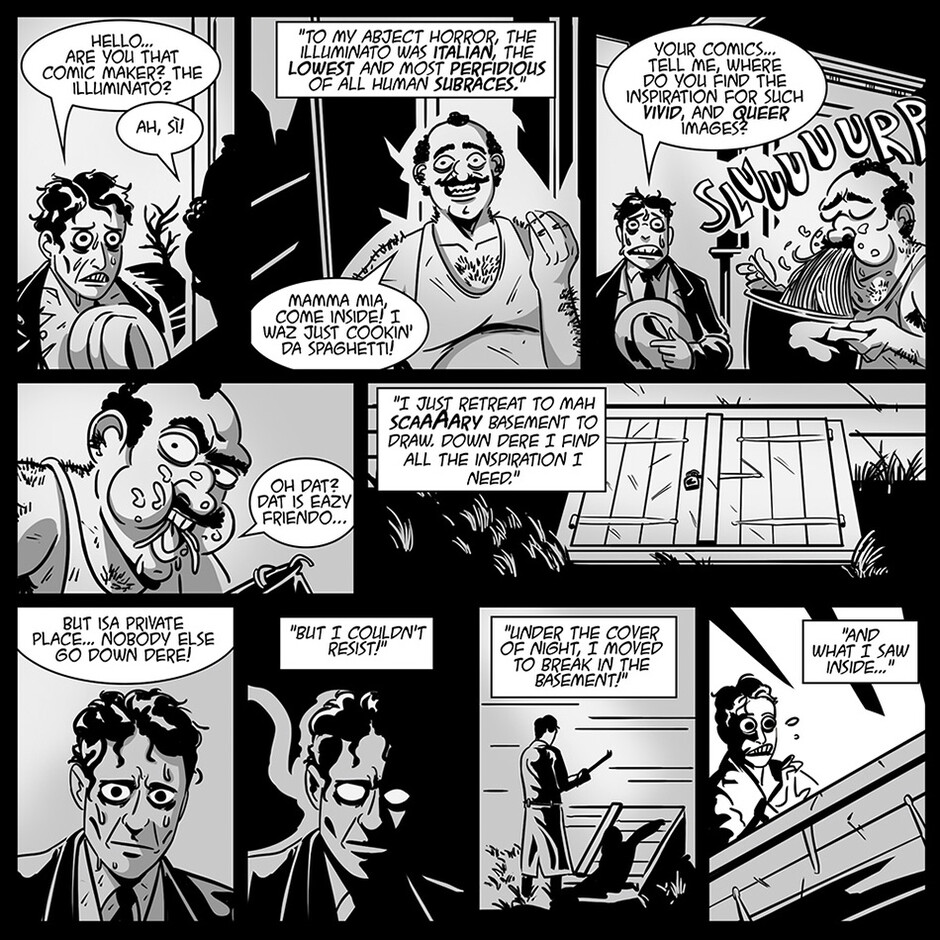 HELLO...
ARE YOU THAT
COMIC MAKER? THE
ILLUMINATO?
AH, SÌ!
"TO MY ABJECT HORROR, THE
ILLUMINATO WAS ITALIAN, THE
LOWEST AND MOST PERFIDIOUS
OF ALL HUMAN SUBRACES."
MAMMA MIA,
COME INSIDE! I
WAZ JUST COOKIN'
DA SPAGHETTI!
YOUR COMICS...
TELL ME, WHERE
DO YOU FIND THE
INSPIRATION FOR SUCH
VIVID, AND QUEER
IMAGES?
SLUUUUURP
OH DAT?
DAT IS EAZY
FRIENDO...
"I JUST RETREAT TO MAH
SCAAAARY BASEMENT TO
DRAW. DOWN DERE I FIND
ALL THE INSPIRATION I
NEED."
BUT ISA PRIVATE
PLACE... NOBODY ELSE
GO DOWN DERE!
"BUT I COULDN'T
RESIST!"
"UNDER THE COVER
OF NIGHT, I MOVED
TO BREAK IN THE
BASEMENT!"
"AND
WHAT I SAW
INSIDE..."